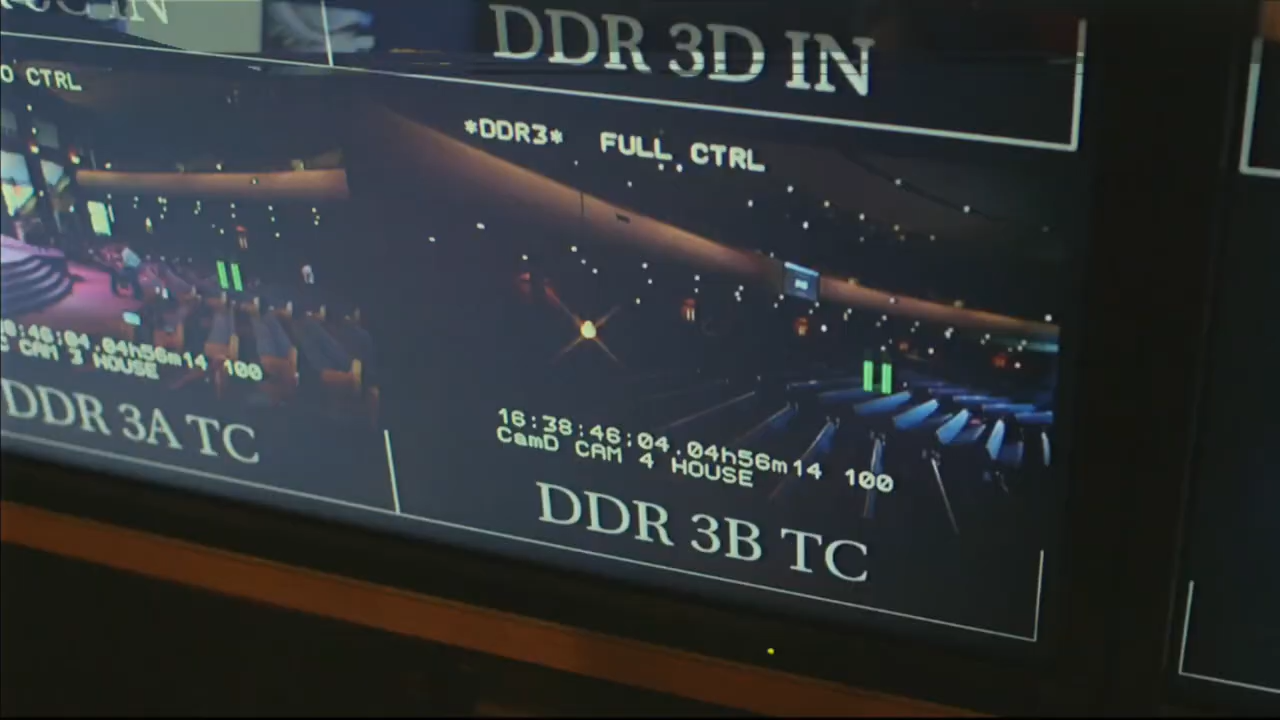 IN
DDR 3D IN
O CTRL
*DDR3* FULL CTRL
:46:04.04h56m14 100
CAM 3 HOUSE
DDR 3A TC
16:38:46:04.04h56m14 100
CamD CAM 4 HOUSE
DDR 3B TC